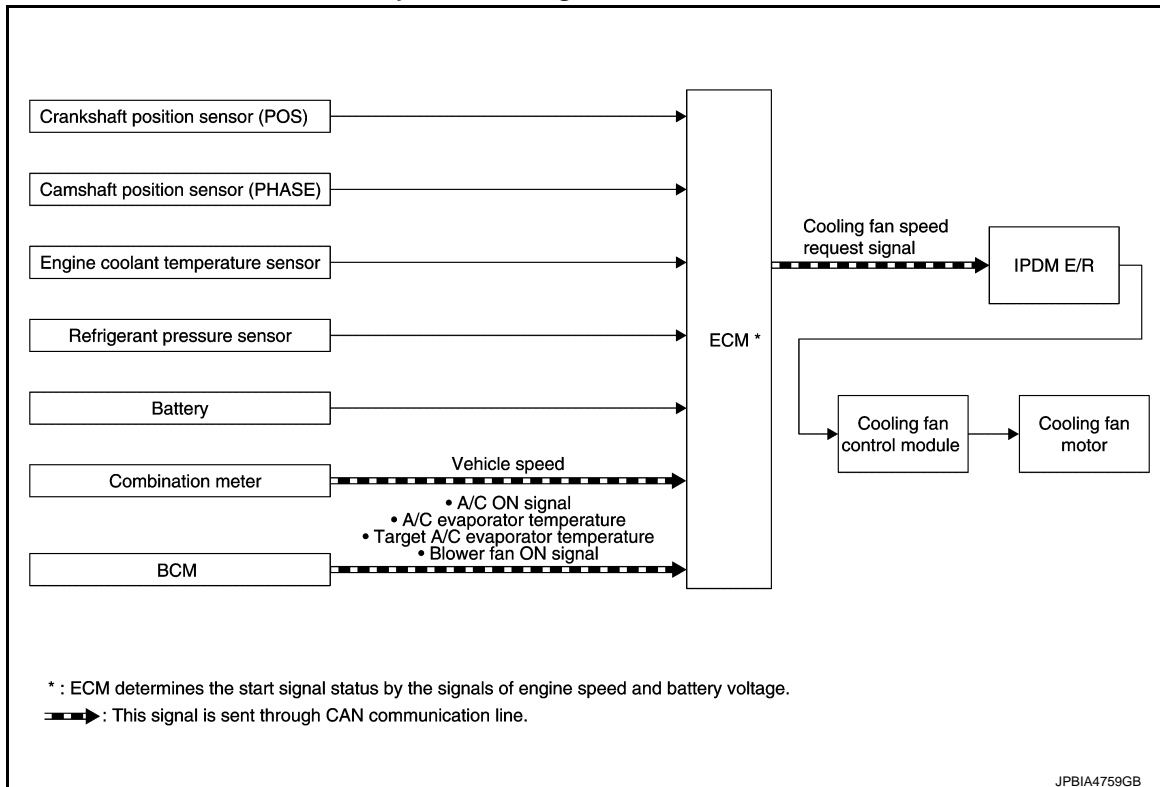 Crankshaft position sensor (POS)
Camshaft position sensor (PHASE)
Engine coolant temperature sensor
Refrigerant pressure sensor
Battery
Combination meter
BCM
Vehicle speed
• A/C ON signal
• A/C evaporator temperature
• Target A/C evaporator temperature
• Blower fan ON signal
ECM *
Cooling fan speed
request signal
IPDM E/R
Cooling fan
control module
Cooling fan
motor
* : ECM determines the start signal status by the signals of engine speed and battery voltage.
: This signal is sent through CAN communication line.
JPBIA4759GB